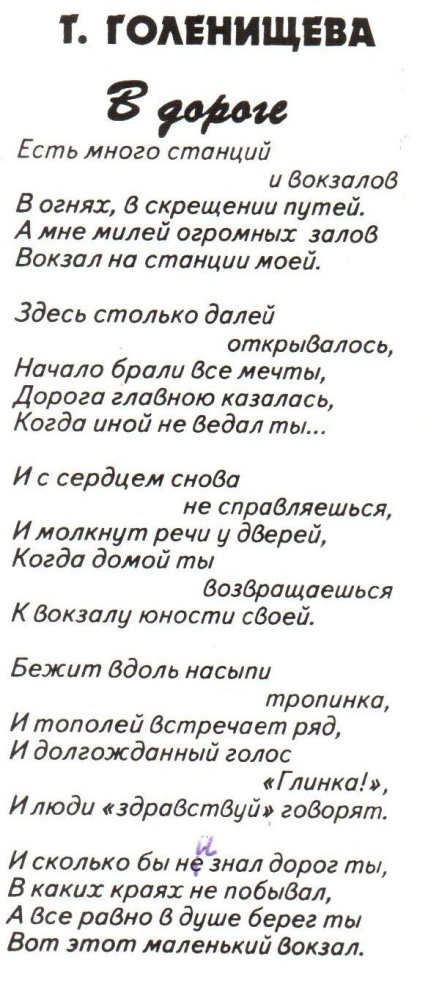 Т. ГОЛЕНИЩЕВА
В дороге
Есть много станций
и вокзалов
В огнях, в скрещении путей.
А мне милей огромных залов
Вокзал на станции моей.
Здесь столько далей
открывалось,
Начало брали все мечты,
Дорога главною казалась,
Когда иной не ведал ты...
И с сердцем снова
не справляешься,
И молкнут речи у дверей,
Когда домой ты
возвращаешься
К вокзалу юности своей.
Бежит вдоль насыпи
тропинка,
И тополей встречает ряд,
И долгожданный голос
«Глинка!»,
И люди «здравствуй» говорят.
и
И сколько бы не знал дорог ты,
В каких краях не побывал,
А все равно в душе берег ты
Вот этот маленький вокзал.